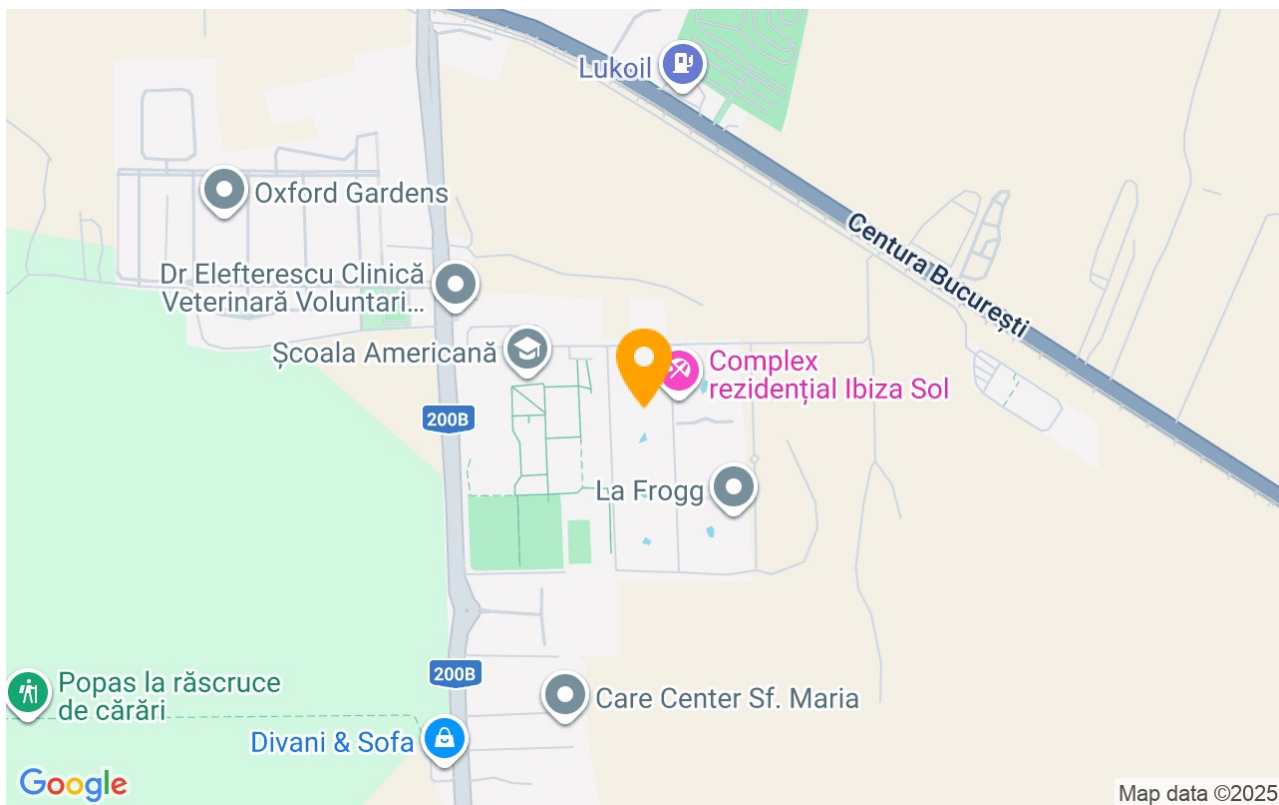 Lukoil
Oxford Gardens
Centura București
Dr Elefterescu Clinică
Veterinară Voluntari...
Școala Americană
Complex
rezidențial Ibiza Sol
200B
La Frogg
200B
Popas la răscruce
de cărări
Care Center Sf. Maria
Divani & Sofa
Google
Map data ©2025